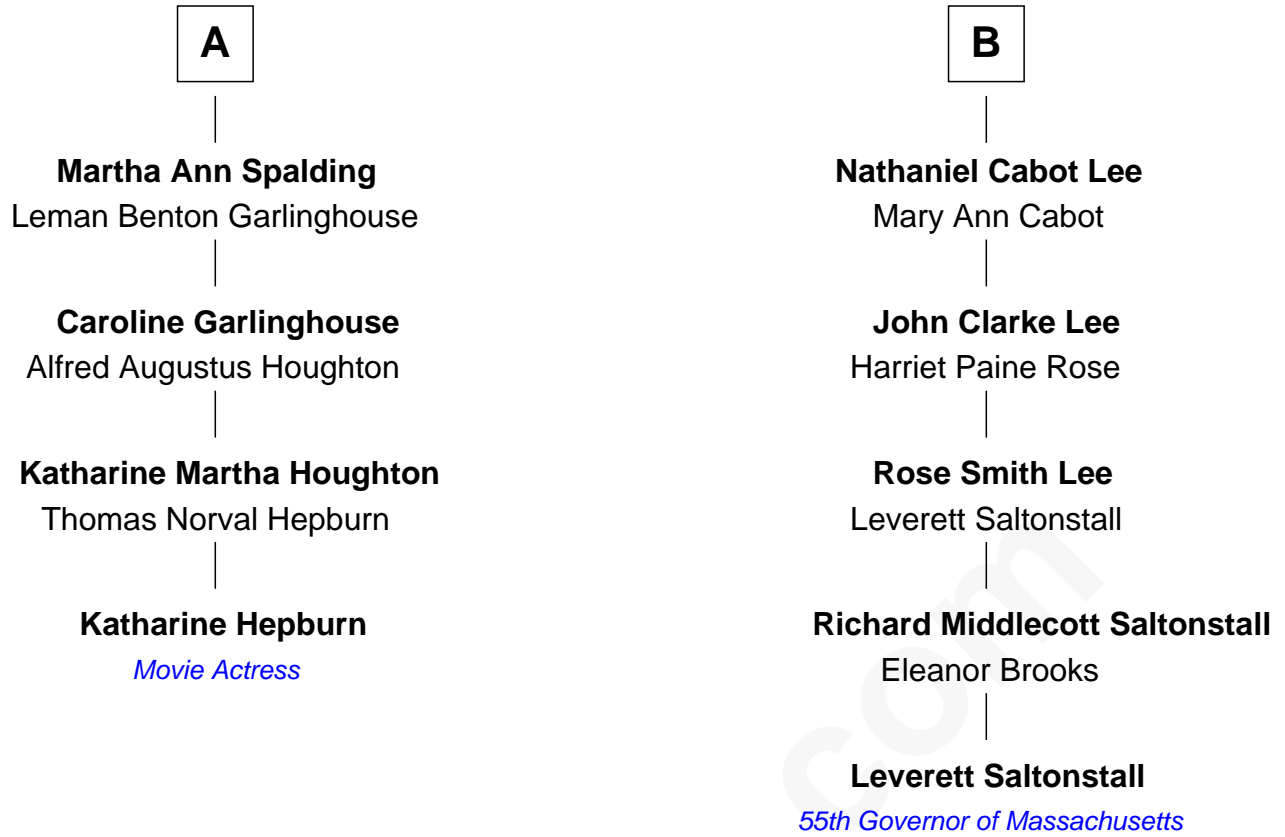 A
Martha Ann Spalding
Leman Benton Garlinghouse
Caroline Garlinghouse
Alfred Augustus Houghton
Katharine Martha Houghton
Thomas Norval Hepburn
Katharine Hepburn
Movie Actress
B
Nathaniel Cabot Lee
Mary Ann Cabot
John Clarke Lee
Harriet Paine Rose
Rose Smith Lee
Leverett Saltonstall
Richard Middlecott Saltonstall
Eleanor Brooks
Leverett Saltonstall
55th Governor of Massachusetts
com